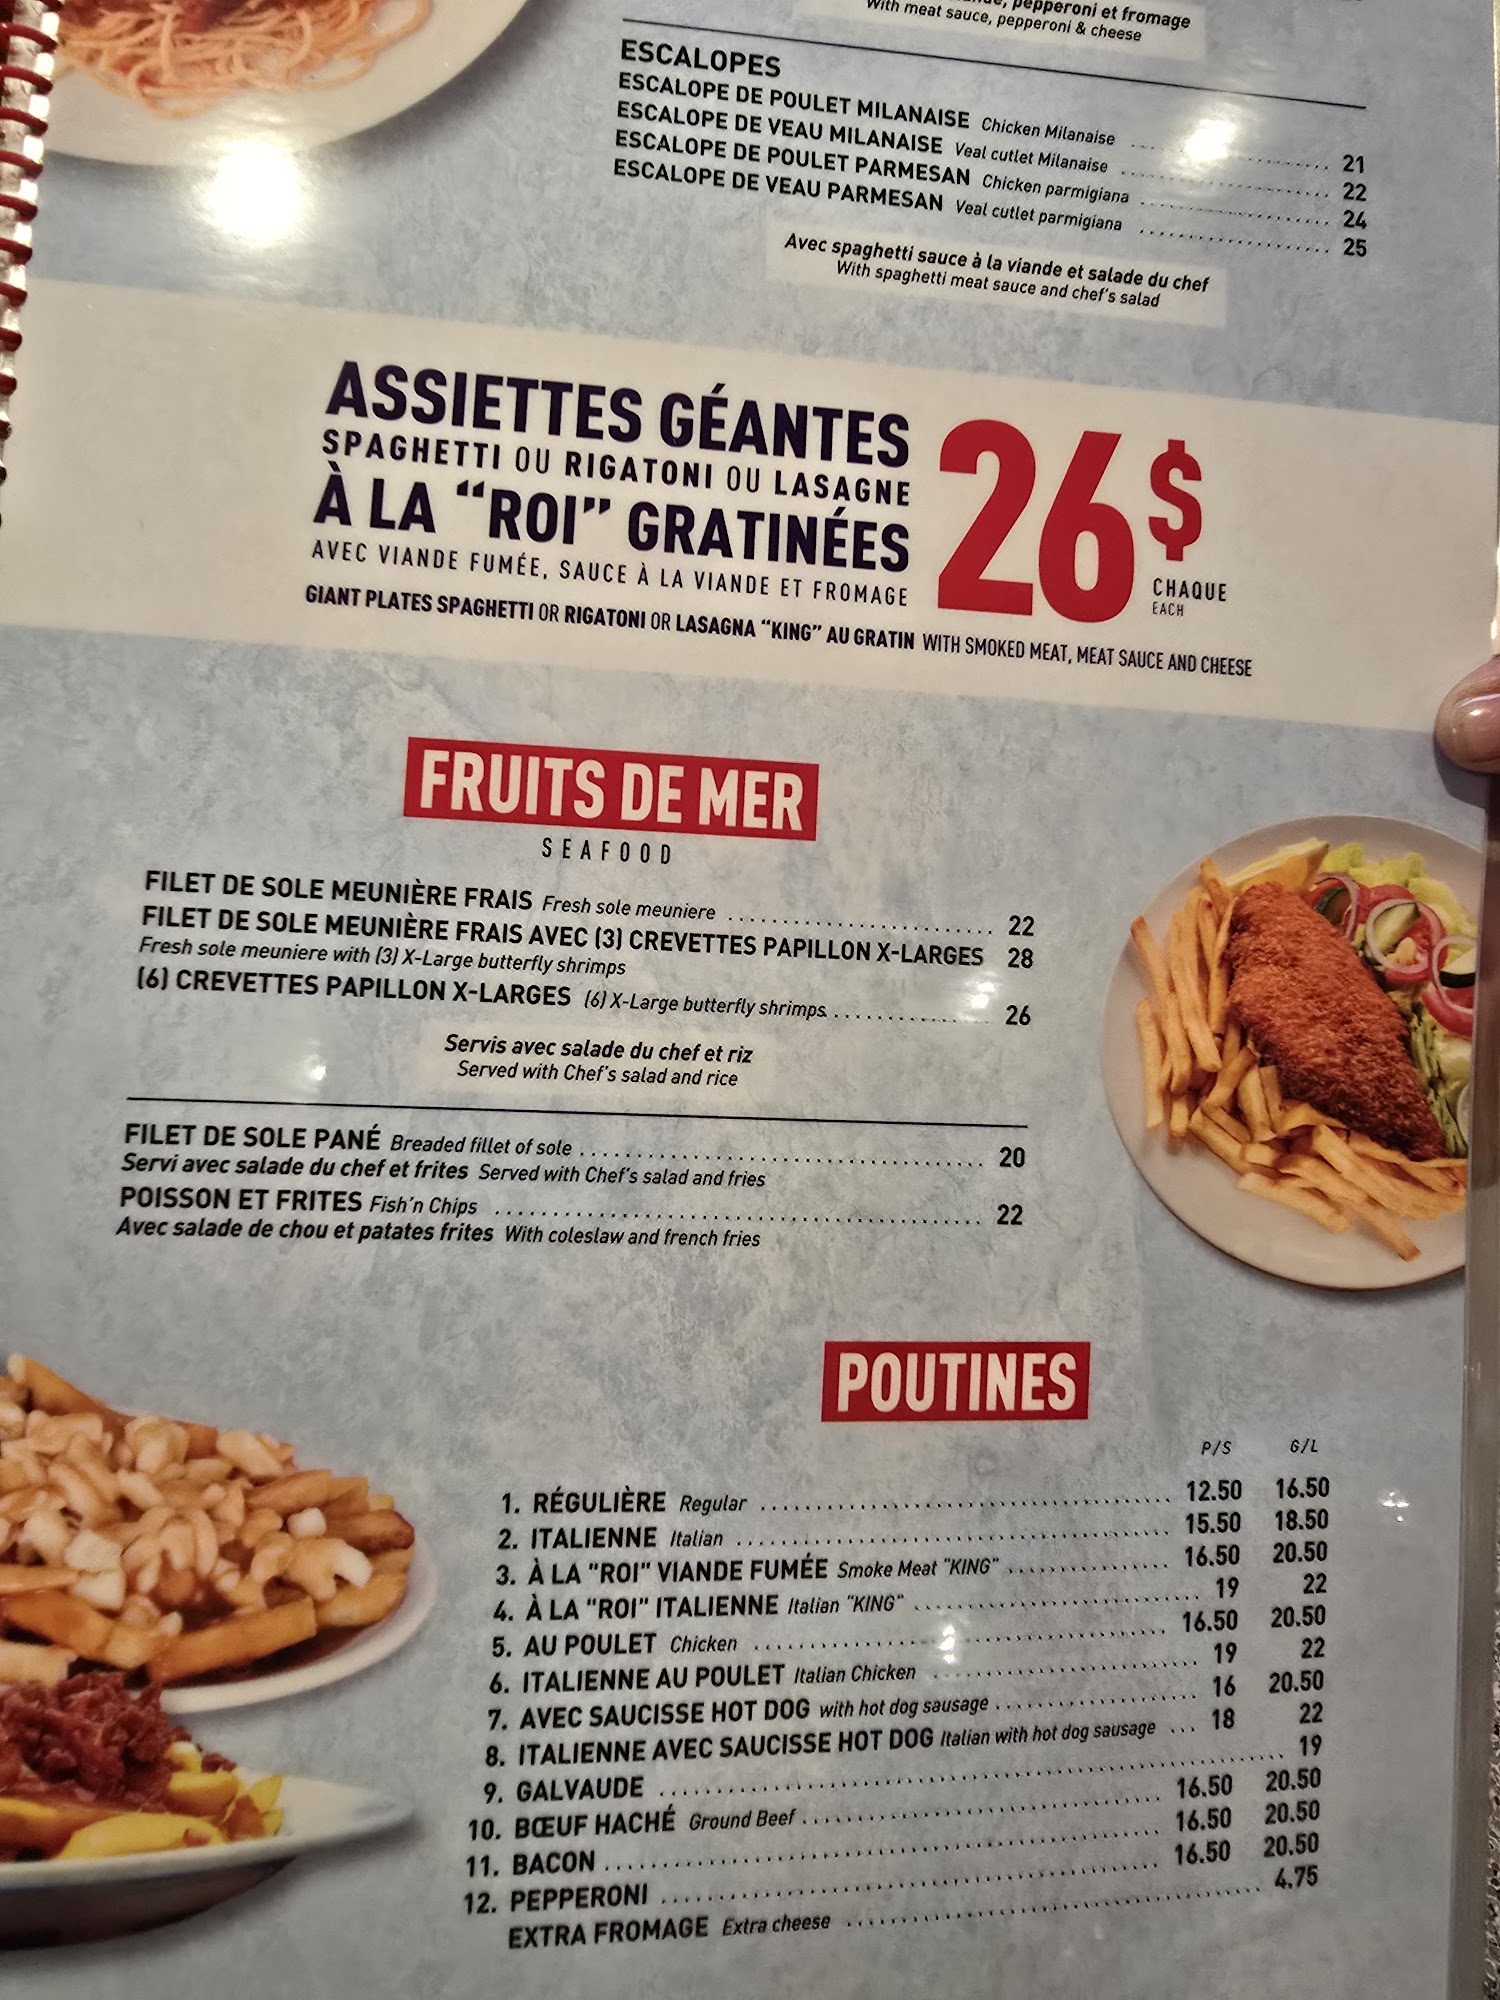 pepperoni et fromage
With meat sauce, pepperoni & cheese
ESCALOPES
ESCALOPE DE POULET MILANAISE Chicken Milanaise 21
ESCALOPE DE VEAU MILANAISE Veal cutlet Milanaise 22
ESCALOPE DE POULET PARMESAN Chicken parmigiana 24
ESCALOPE DE VEAU PARMESAN Veal cutlet parmigiana 25
Avec spaghetti sauce à la viande et salade du chef
With spaghetti meat sauce and chef's salad
ASSIETTES GÉANTES
SPAGHETTI OU RIGATONI OU LASAGNE
À LA “ROI” GRATINÉES
AVEC VIANDE FUMÉE, SAUCE À LA VIANDE ET FROMAGE
26$
CHAQUE
EACH
GIANT PLATES SPAGHETTI OR RIGATONI OR LASAGNA “KING” AU GRATIN WITH SMOKED MEAT, MEAT SAUCE AND CHEESE
FRUITS DE MER
SEAFOOD
FILET DE SOLE MEUNIÈRE FRAIS Fresh sole meuniere 22
FILET DE SOLE MEUNIÈRE FRAIS AVEC (3) CREVETTES PAPILLON X-LARGES 28
Fresh sole meuniere with (3) X-Large butterfly shrimps
(6) CREVETTES PAPILLON X-LARGES (6) X-Large butterfly shrimps 26
Servis avec salade du chef et riz
Served with Chef's salad and rice
FILET DE SOLE PANÉ Breaded fillet of sole 20
Servi avec salade du chef et frites Served with Chef's salad and fries
POISSON ET FRITES Fish'n Chips 22
Avec salade de chou et patates frites With coleslaw and french fries
POUTINES
P/S G/L
1. RÉGULIÈRE Regular 12.50 16.50
2. ITALIENNE Italian 15.50 18.50
3. À LA "ROI" VIANDE FUMÉE Smoke Meat "KING" 16.50 20.50
4. À LA "ROI" ITALIENNE Italian "KING" 19 22
5. AU POULET Chicken 16.50 20.50
6. ITALIENNE AU POULET Italian Chicken 19 22
7. AVEC SAUCISSE HOT DOG with hot dog sausage 16 20.50
8. ITALIENNE AVEC SAUCISSE HOT DOG Italian with hot dog sausage 18 22
9. GALVAUDE 19
10. BŒUF HACHÉ Ground Beef 16.50 20.50
11. BACON 16.50 20.50
12. PEPPERONI 16.50 20.50
EXTRA FROMAGE Extra cheese 4.75